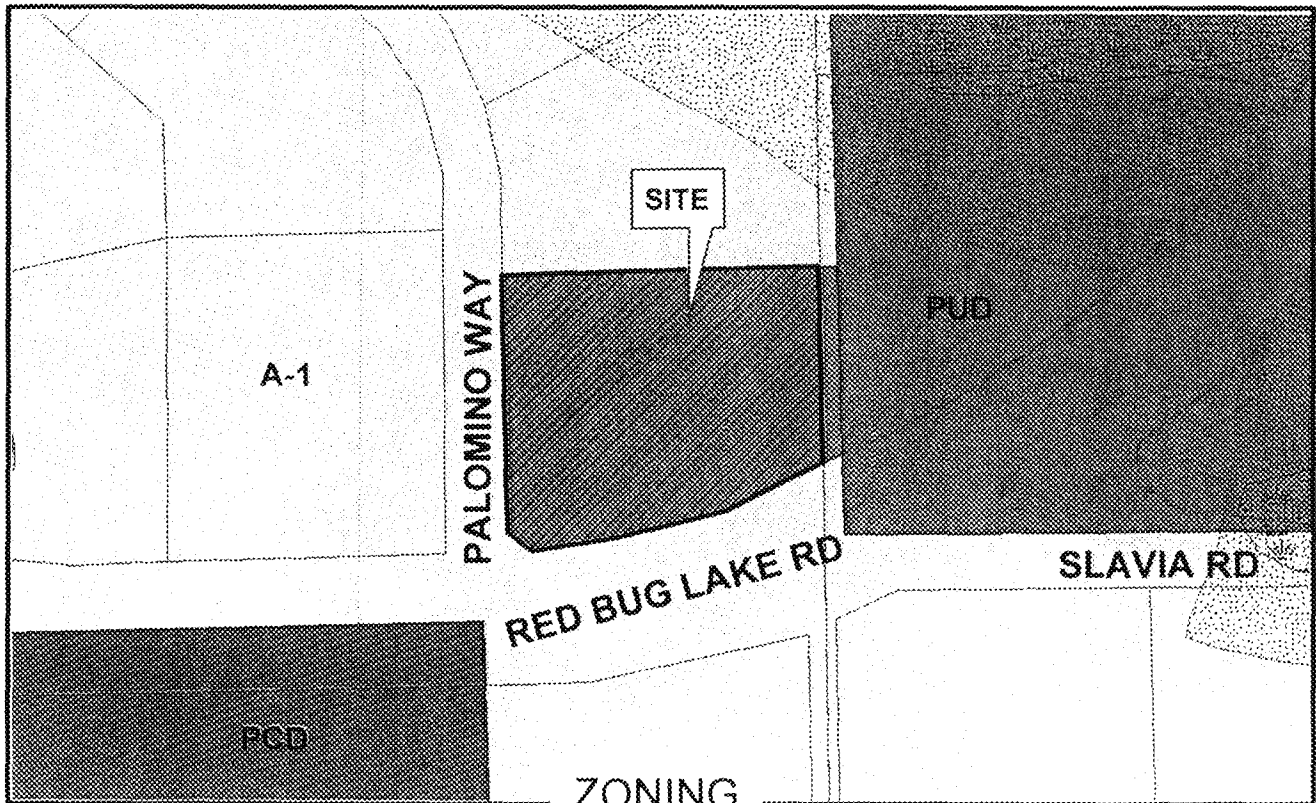 SITE
PUD
A-1
PALOMINO WAY
RED BUG LAKE RD
SLAVIA RD
PCD
ZONING